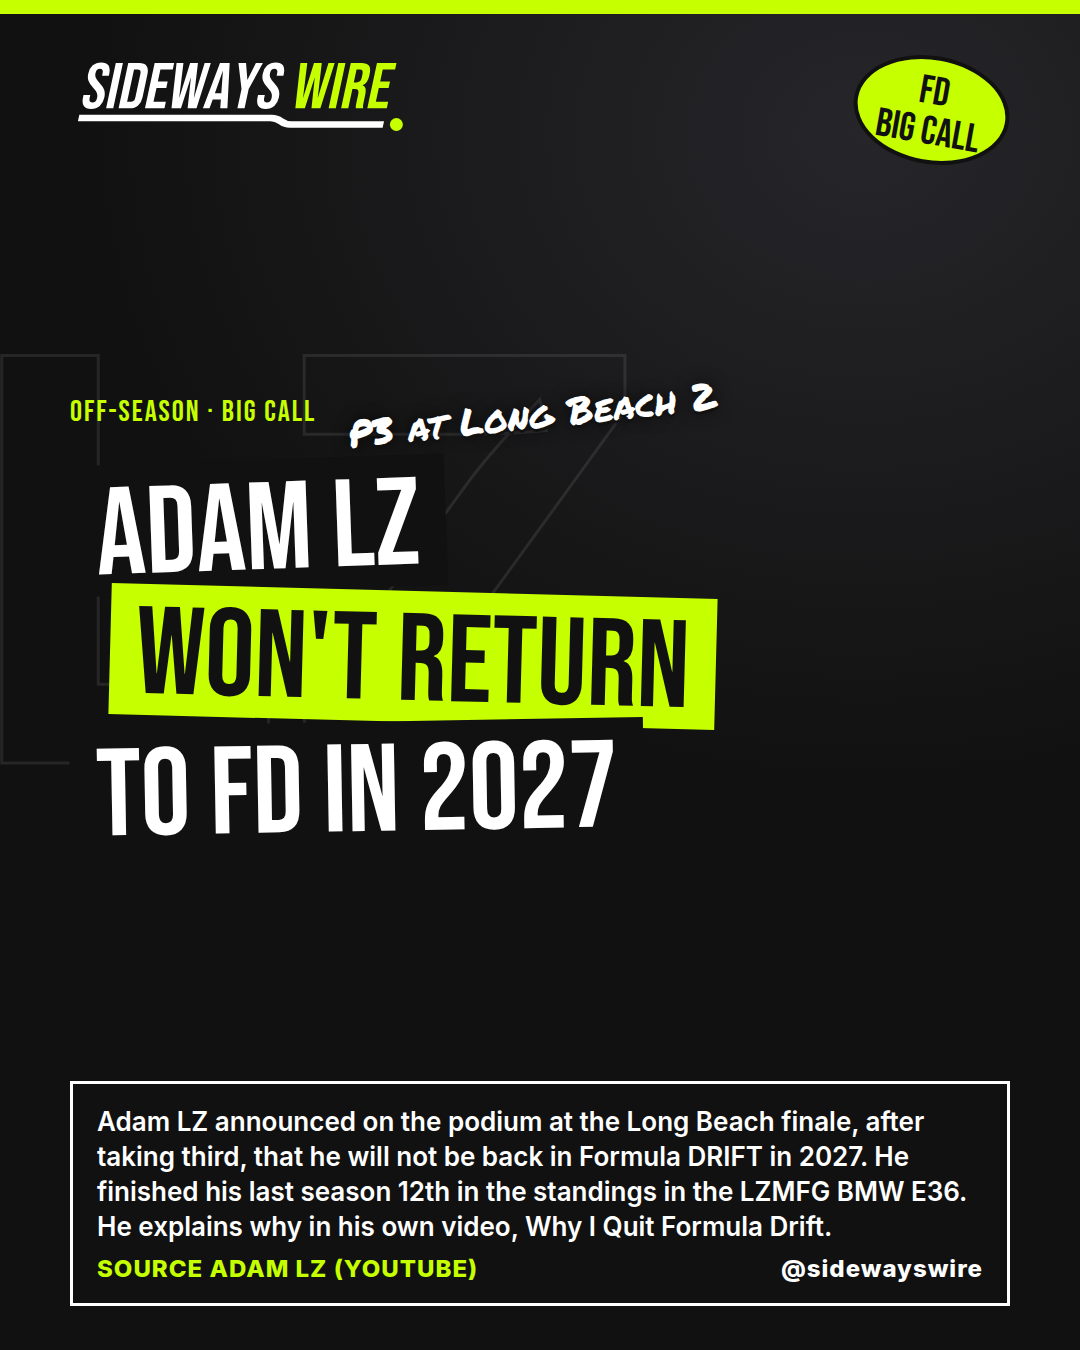 SIDEWAYS WIRE
FD
BIG CALL
OFF-SEASON · BIG CALL
P3 AT LONG BEACH 2
ADAM LZ
WON'T RETURN
TO FD IN 2027
Adam LZ announced on the podium at the Long Beach finale, after
taking third, that he will not be back in Formula DRIFT in 2027. He
finished his last season 12th in the standings in the LZMFG BMW E36.
He explains why in his own video, Why I Quit Formula Drift.
SOURCE ADAM LZ (YOUTUBE)
@sidewayswire